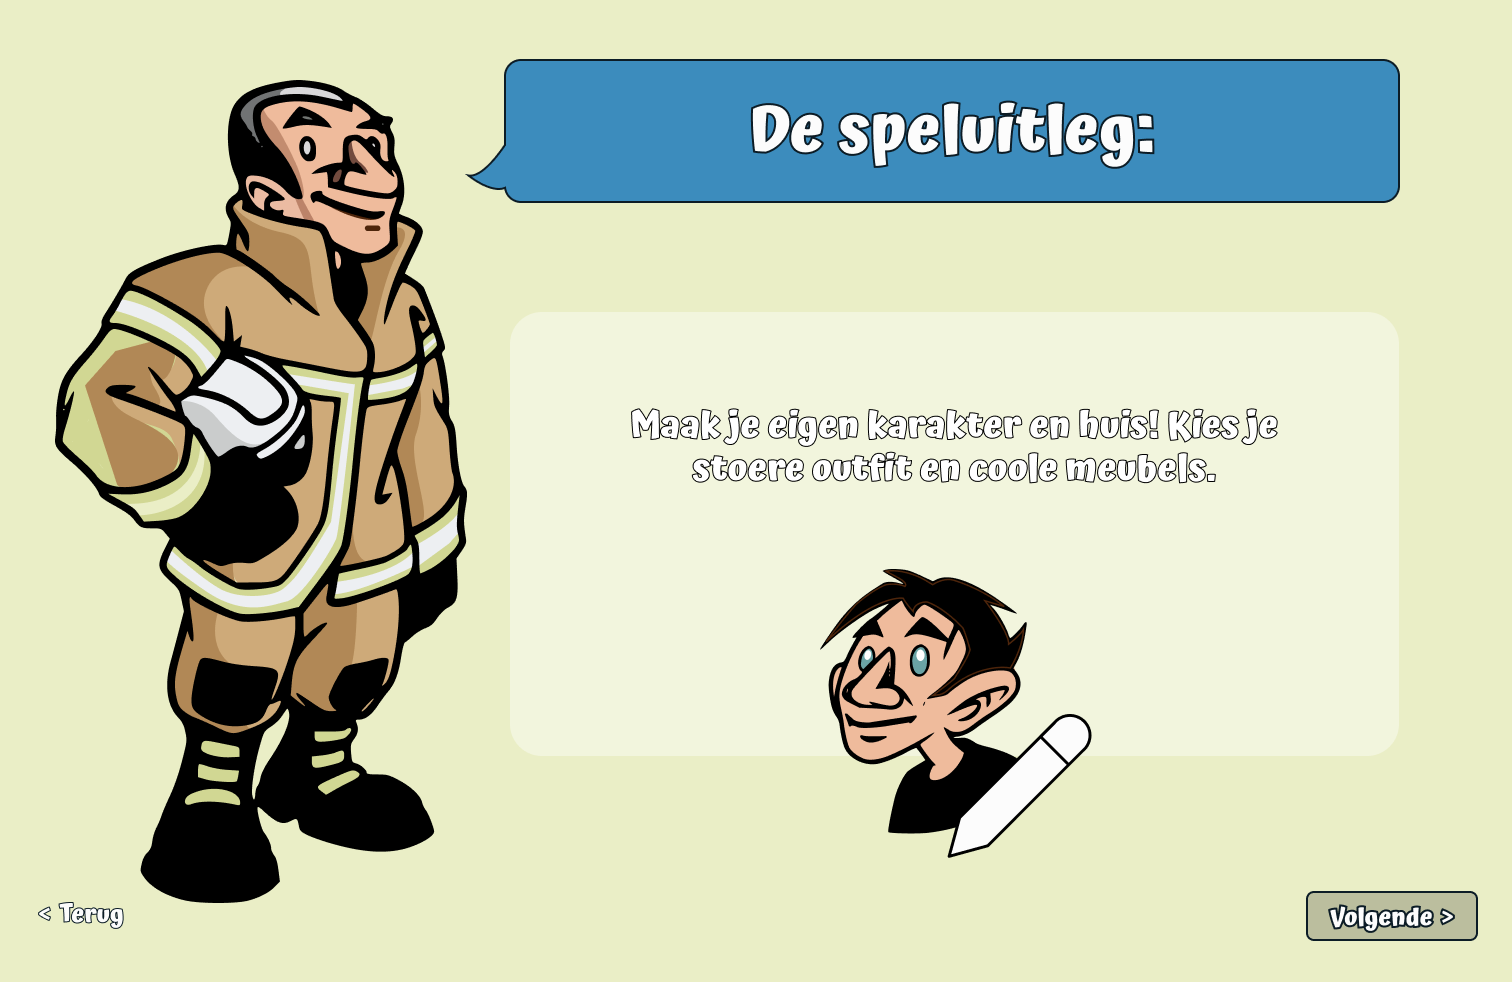 De speluitleg:
Maak je eigen karakter en huis! Kies je
stoere outfit en coole meubels.
< Terug
Volgende >